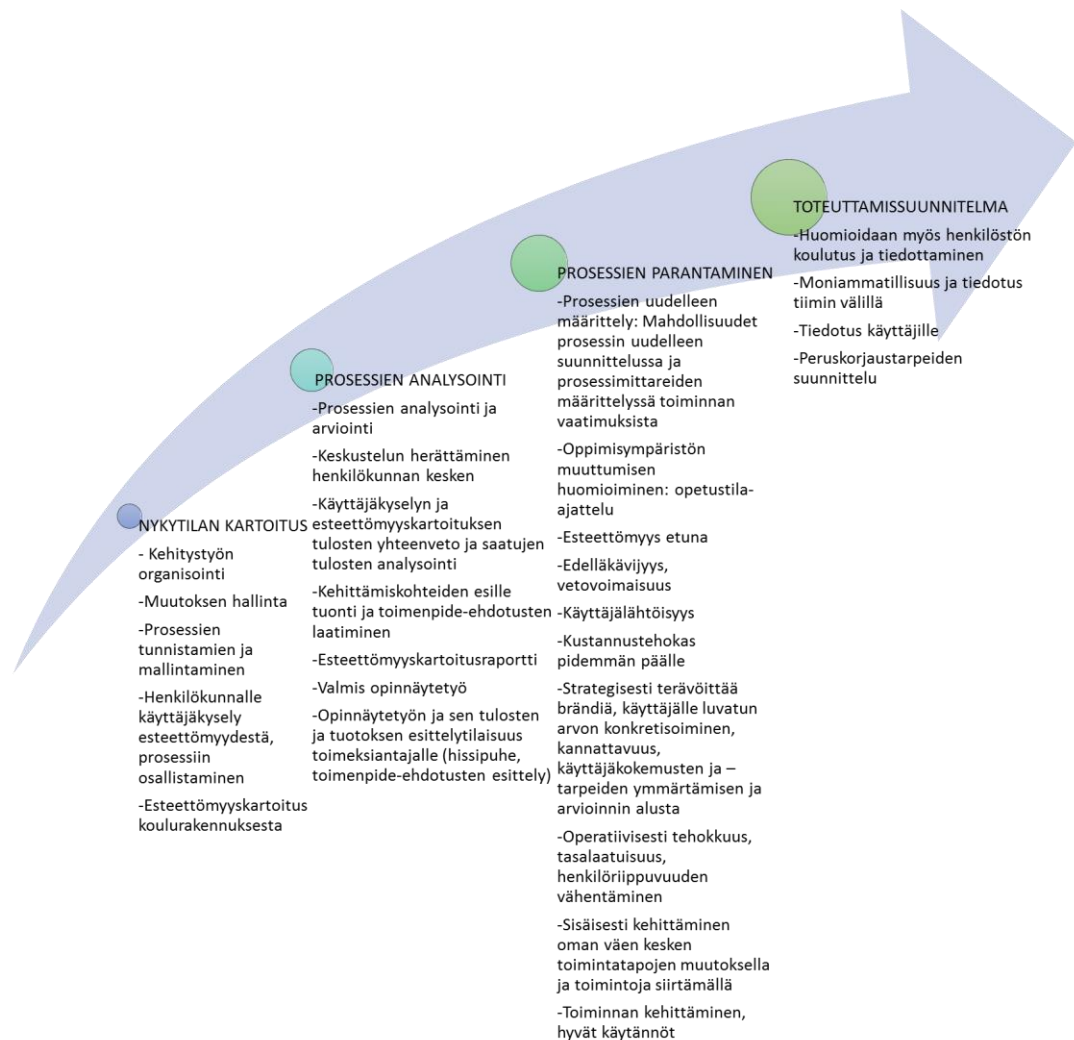 NYKYTILAN KARTOITUS
- Kehitystyön
organisointi
-Muutoksen hallinta
-Prosessien
tunnistamien ja
mallintaminen
-Henkilökunnalle
käyttäjäkysely
esteettömyydestä,
prosessiin
osallistaminen
-Esteettömyyskartoitus
koulurakennuksesta
PROSESSIEN ANALYSOINTI
-Prosessien analysointi ja
arviointi
-Keskustelun herättäminen
henkilökunnan kesken
-Käyttäjäkyselyn ja
esteettömyyskartoituksen
tulosten yhteenveto ja saatujen
tulosten analysointi
-Kehittämiskohteiden esille
tuonti ja toimenpide-ehdotusten
laatiminen
-Esteettömyyskartoitusraportti
-Valmis opinnäytetyö
-Opinnäytetyön ja sen tulosten
ja tuotoksen esittelytilaisuus
toimeksiantajalle (hissipuhe,
toimenpide-ehdotusten esittely)
PROSESSIEN PARANTAMINEN
-Prosessien uudelleen
määrittely: Mahdollisuudet
prosessin uudelleen
suunnittelussa ja
prosessimittareiden
määrittelyssä toiminnan
vaatimuksista
-Oppimisympäristön
muuttumisen
huomioiminen: opetustila-
ajattelu
-Esteettömyys etuna
-Edelläkävijyys,
vetovoimaisuus
-Käyttäjälähtöisyys
-Kustannustehokas
pidemmän päälle
-Strategisesti terävöittää
brändiä, käyttäjälle luvatun
arvon konkretisoiminen,
kannattavuus,
käyttäjäkokemusten ja –
tarpeiden ymmärtämisen ja
arvioinnin alusta
-Operatiivisesti tehokkuus,
tasalaatuisuus,
henkilöriippuvuuden
vähentäminen
-Sisäisesti kehittäminen
oman väen kesken
toimintatapojen muutoksella
ja toimintoja siirtämällä
-Toiminnan kehittäminen,
hyvät käytännöt
TOTEUTTAMISSUUNNITELMA
-Huomioidaan myös henkilöstön
koulutus ja tiedottaminen
-Moniammatillisuus ja tiedotus
tiimin välillä
-Tiedotus käyttäjille
-Peruskorjaustarpeiden
suunnittelu